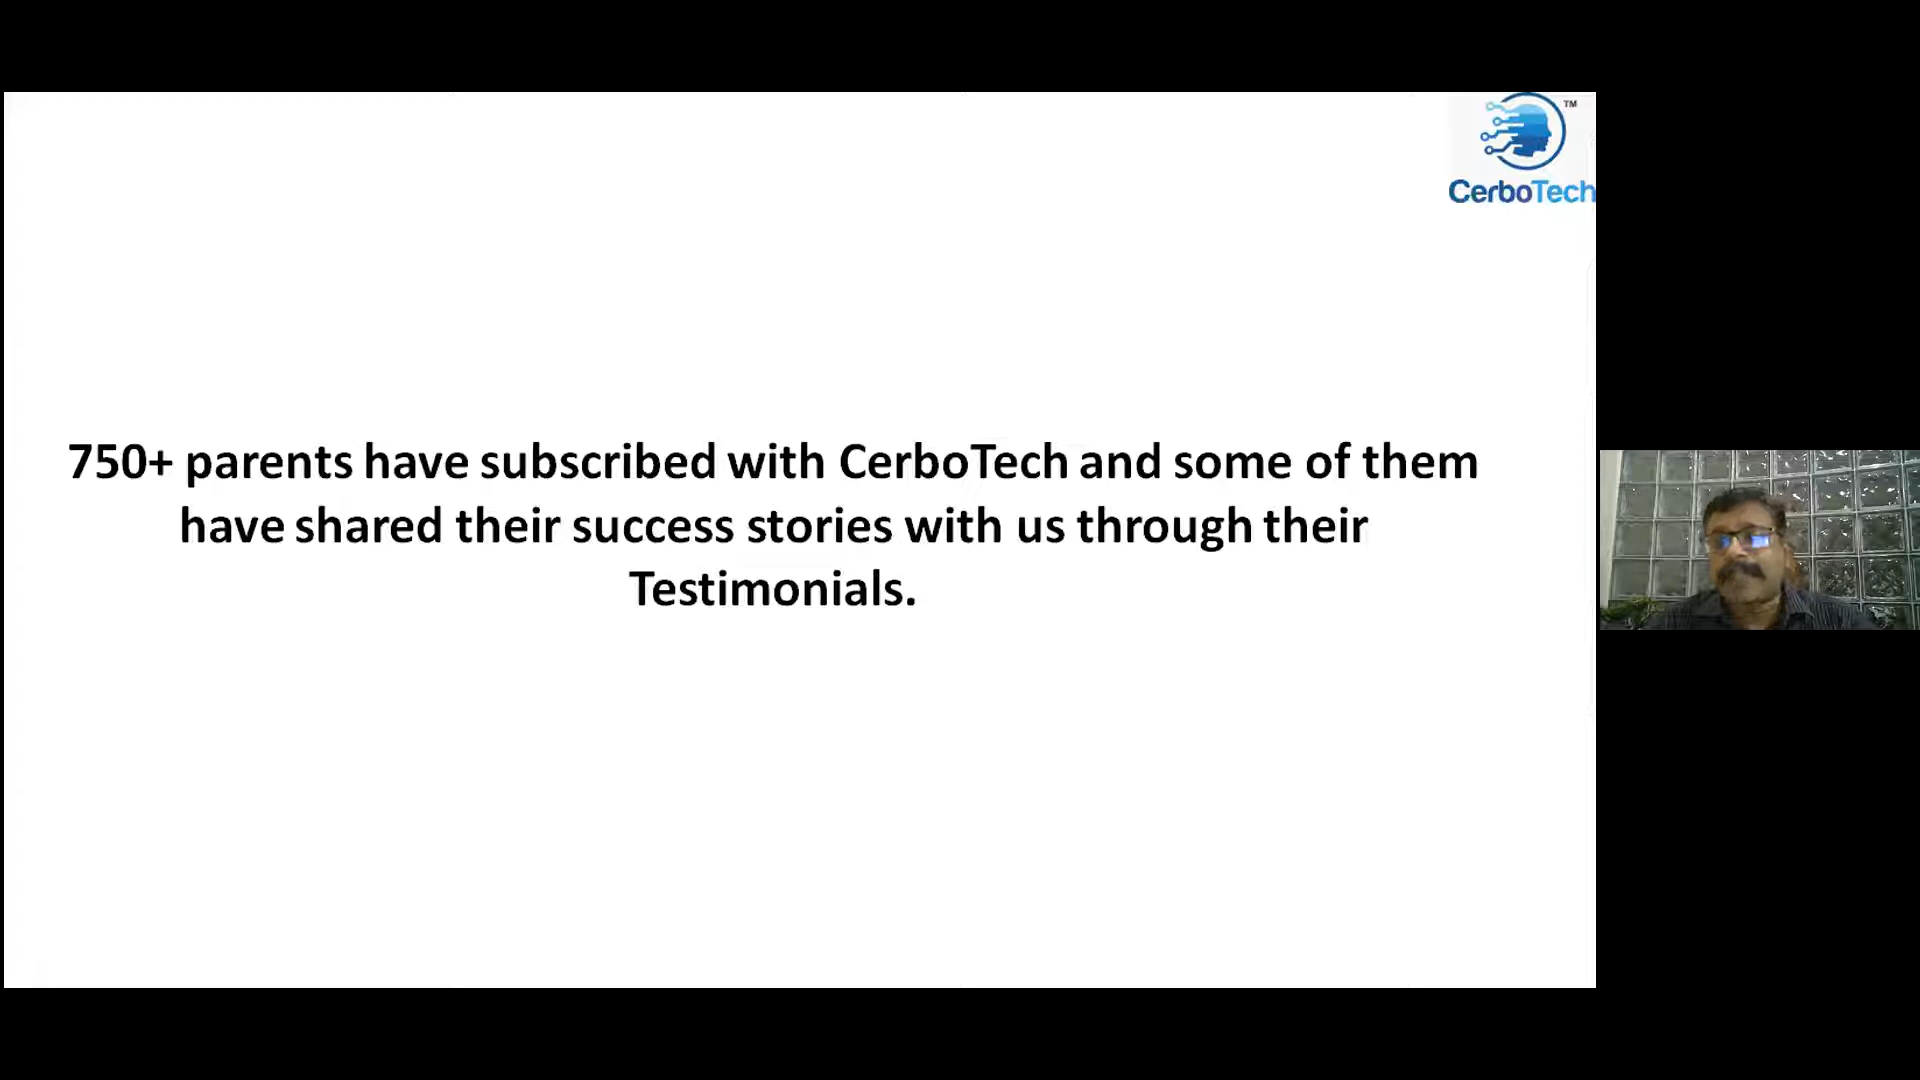 TM
CerboTech
750+ parents have subscribed with CerboTech and some of them
have shared their success stories with us through their
Testimonials.